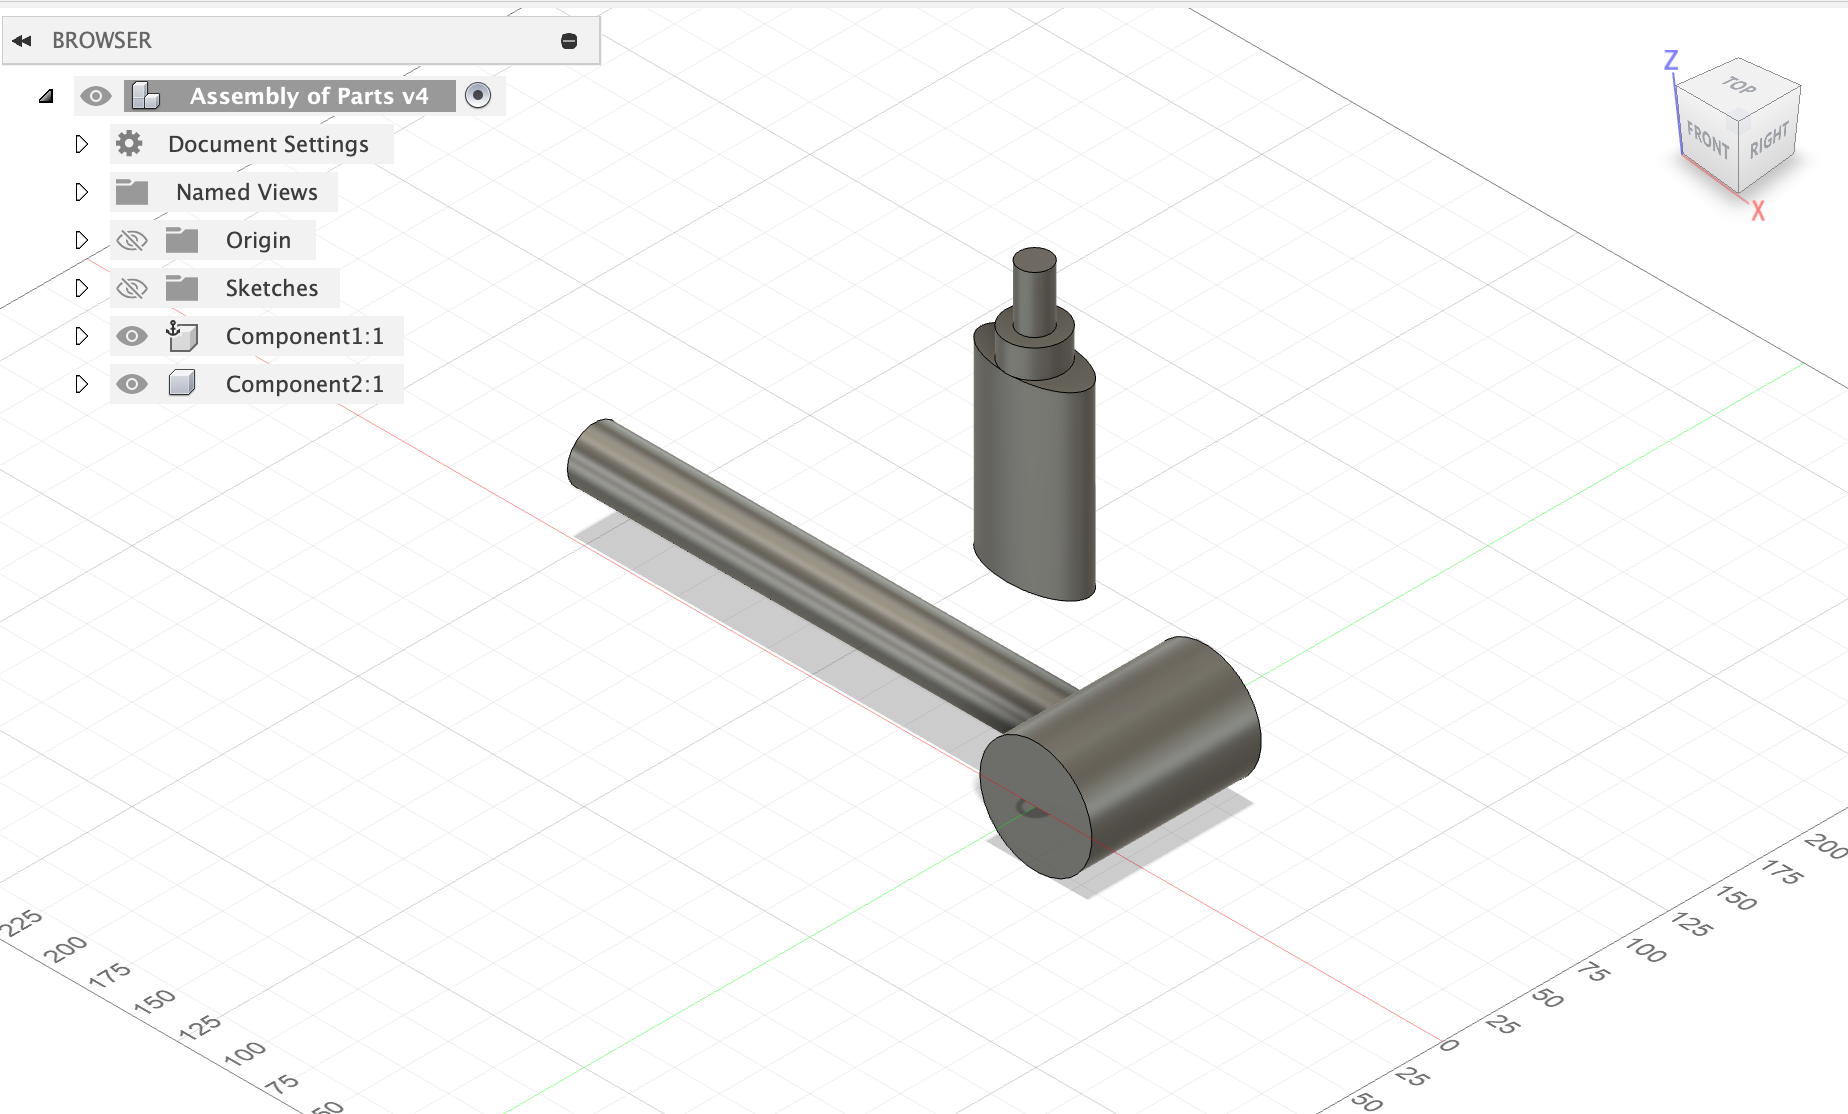 BROWSER
Assembly of Parts v4
Document Settings
Named Views
Origin
Sketches
Component1:1
Component2:1
Z
TOP
FRONT
RIGHT
X
225
200
175
150
125
100
75
50
200
175
150
125
100
75
50
25
0
25
50